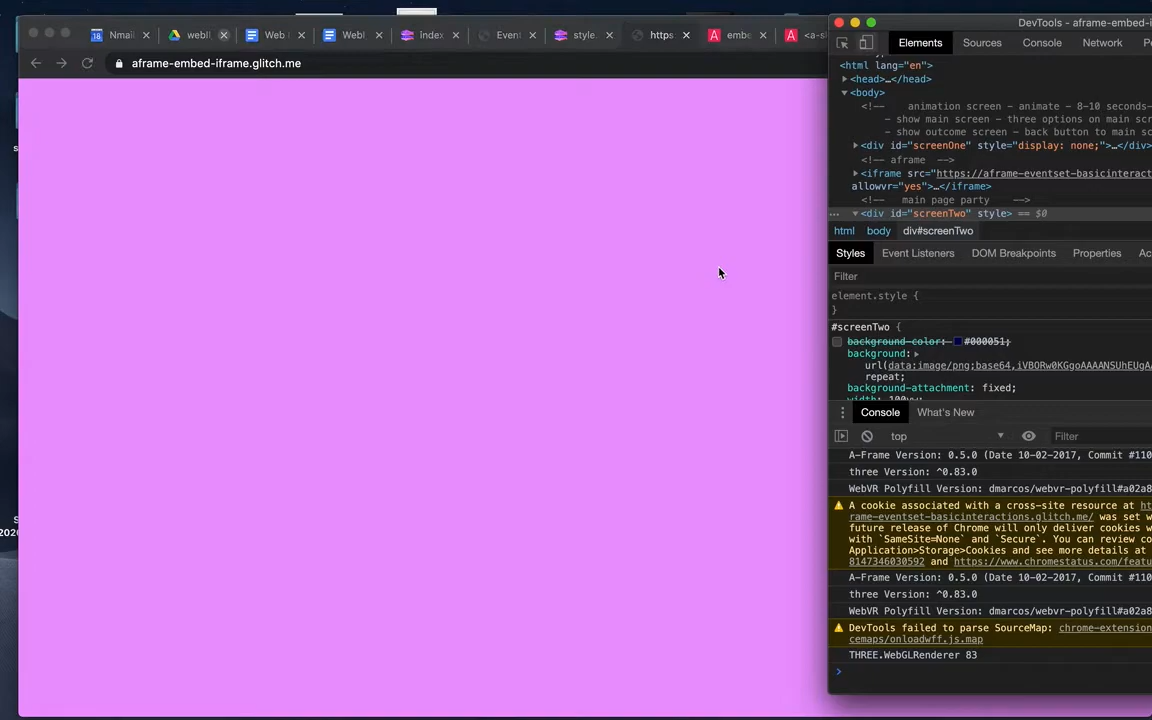 Nmail
webl
Web I
Webl
Index
Event
style.
https
embe
<a-sl
aframe-embed-iframe.glitch.me
DevTools - aframe-embed-i
Elements Sources Console Network P
<html lang="en">
<head>…</head>
<body>
<!-- animation screen - animate - 8-10 seconds-
- show main screen - three options on main sc
- show outcome screen - back button to main sc
<div id="screenOne" style="display: none;">…</div>
<!-- aframe -->
<iframe src="https://aframe-eventset-basicinteract
allowvr="yes">…</iframe>
<!-- main page party -->
… <div id="screenTwo" style> == $0
html body div#screenTwo
Styles Event Listeners DOM Breakpoints Properties Ac
Filter
element.style {
}
#screenTwo {
background-color: #000051;
background:
url(data:image/png;base64,iVBORw0KGgoAAAANSUhEUgAA
repeat;
background-attachment: fixed;
width: 100vw;
Console What's New
top Filter
A-Frame Version: 0.5.0 (Date 10-02-2017, Commit #110
three Version: ^0.83.0
WebVR Polyfill Version: dmarcos/webvr-polyfill#a02a8
A cookie associated with a cross-site resource at ht
rame-eventset-basicinteractions.glitch.me/ was set w
future release of Chrome will only deliver cookies w
with `SameSite=None` and `Secure`. You can review co
Application>Storage>Cookies and see more details at
8147346030592 and https://www.chromestatus.com/featu
A-Frame Version: 0.5.0 (Date 10-02-2017, Commit #110
three Version: ^0.83.0
WebVR Polyfill Version: dmarcos/webvr-polyfill#a02a8
DevTools failed to parse SourceMap: chrome-extension
cemaps/onloadwff.js.map
THREE.WebGLRenderer 83